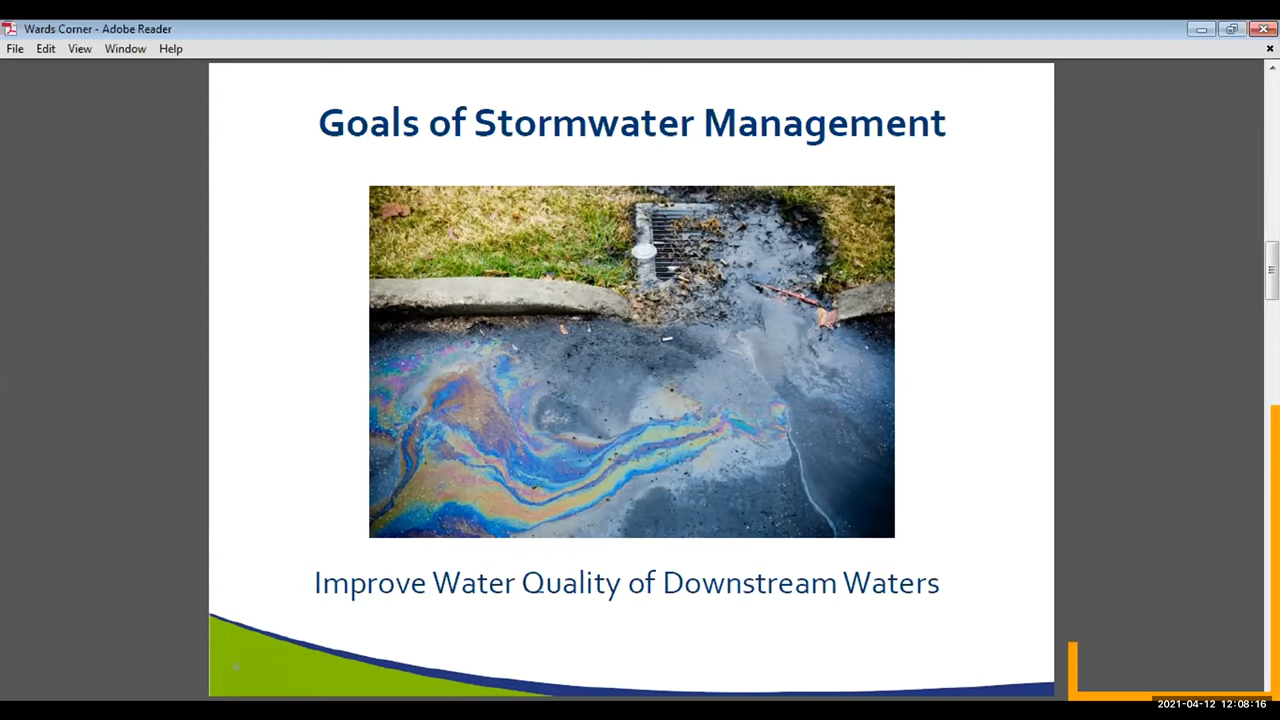 Wards Corner - Adobe Reader
File Edit View Window Help
Goals of Stormwater Management
Improve Water Quality of Downstream Waters
2021-04-12 12:08:16